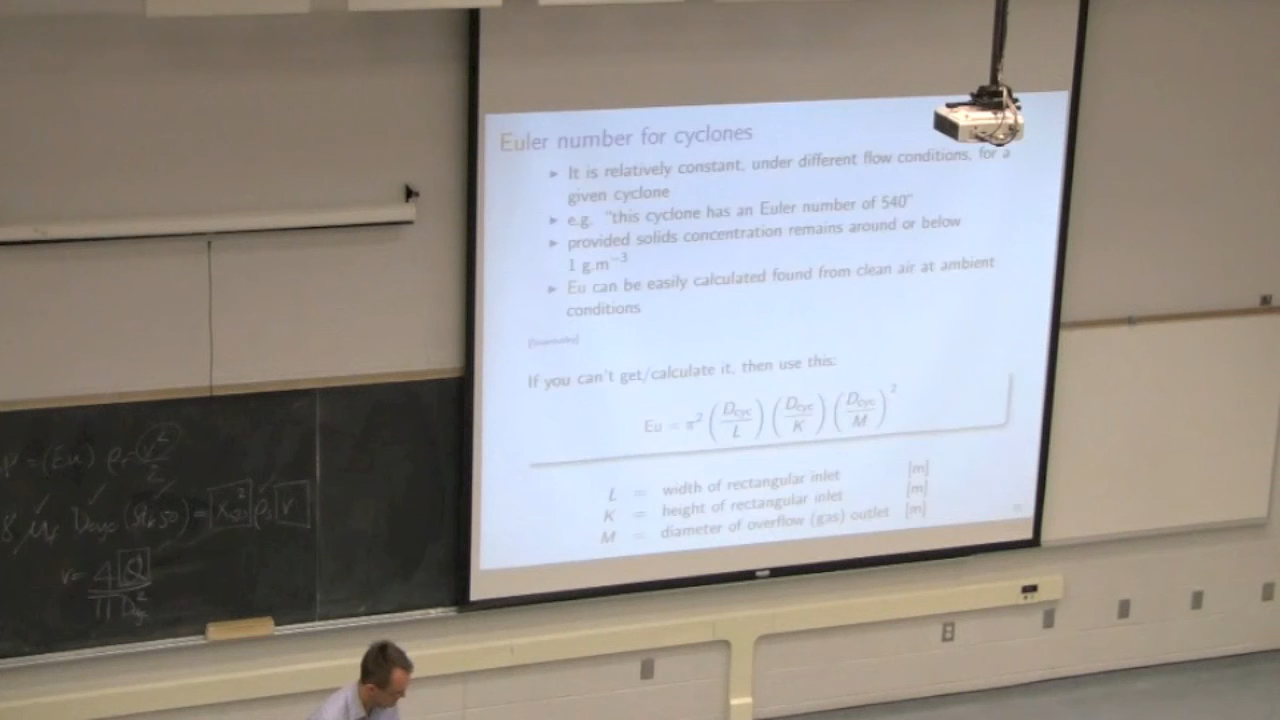 Euler number for cyclones
► It is relatively constant, under different flow conditions, for a
given cyclone
► e.g. "this cyclone has an Euler number of 540"
► provided solids concentration remains around or below
1 g.m⁻³
► Eu can be easily calculated found from clean air at ambient
conditions
If you can't get/calculate it, then use this:
Eu = π² (D_cyc/L) (D_cyc/K) (D_cyc/M)²
L = width of rectangular inlet [m]
K = height of rectangular inlet [m]
M = diameter of overflow (gas) outlet [m]